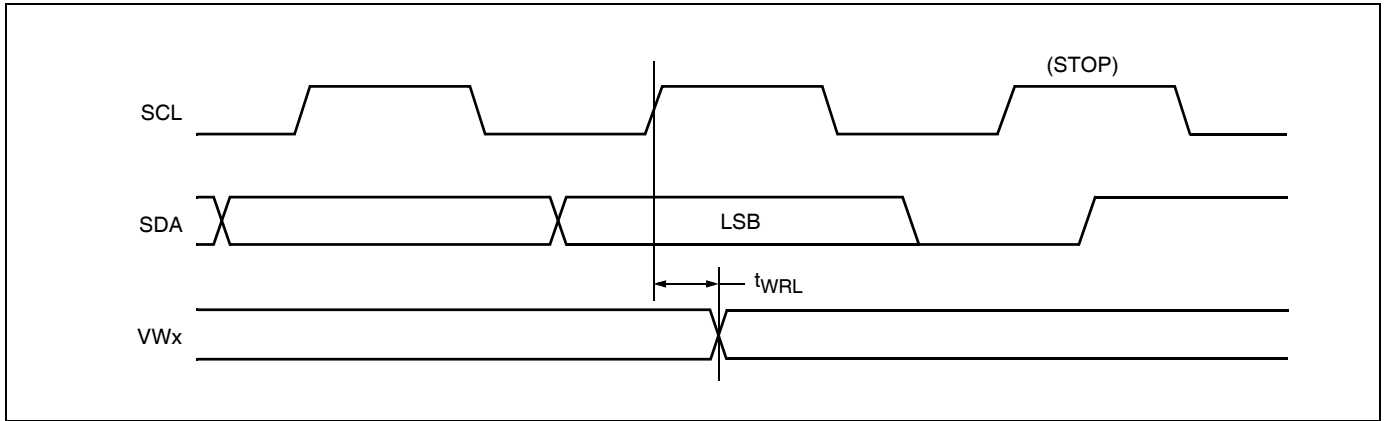 (STOP)
SCL
SDA
LSB
tWRL
VWx